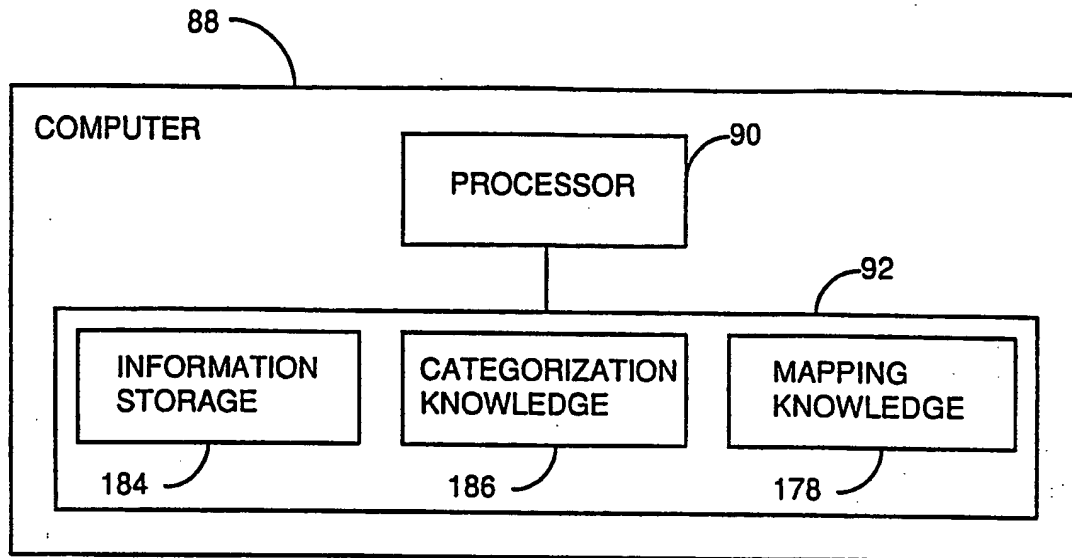 88
COMPUTER
90
PROCESSOR
92
INFORMATION
STORAGE
CATEGORIZATION
KNOWLEDGE
MAPPING
KNOWLEDGE
184
186
178